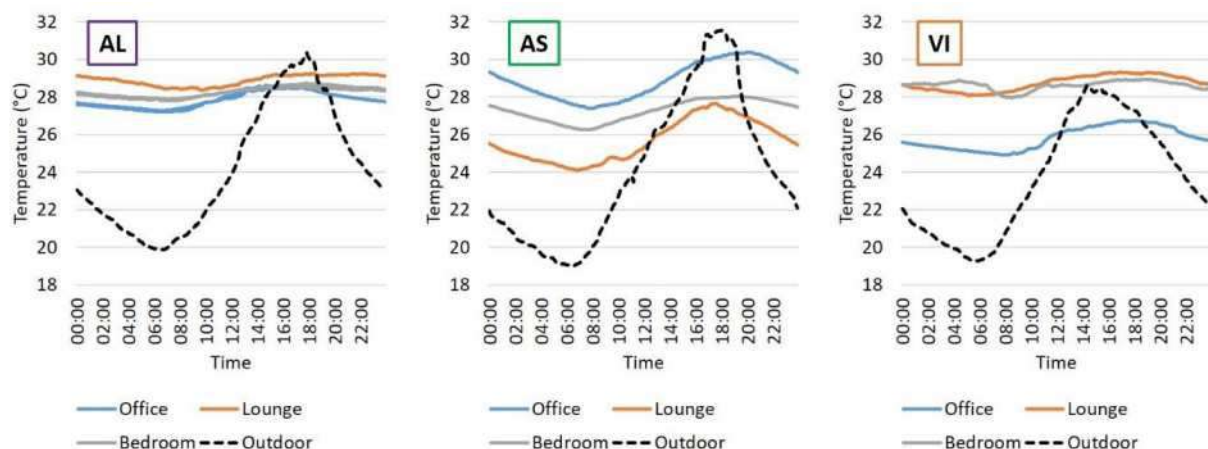 AL
32
30
28
26
24
22
20
18
Temperature (°C)
00:00
02:00
04:00
06:00
08:00
10:00
12:00
14:00
16:00
18:00
20:00
22:00
Time
Office
Lounge
Bedroom
Outdoor
AS
32
30
28
26
24
22
20
18
Temperature (°C)
00:00
02:00
04:00
06:00
08:00
10:00
12:00
14:00
16:00
18:00
20:00
22:00
Time
Office
Lounge
Bedroom
Outdoor
VI
32
30
28
26
24
22
20
18
Temperature (°C)
00:00
02:00
04:00
06:00
08:00
10:00
12:00
14:00
16:00
18:00
20:00
22:00
Time
Office
Lounge
Bedroom
Outdoor